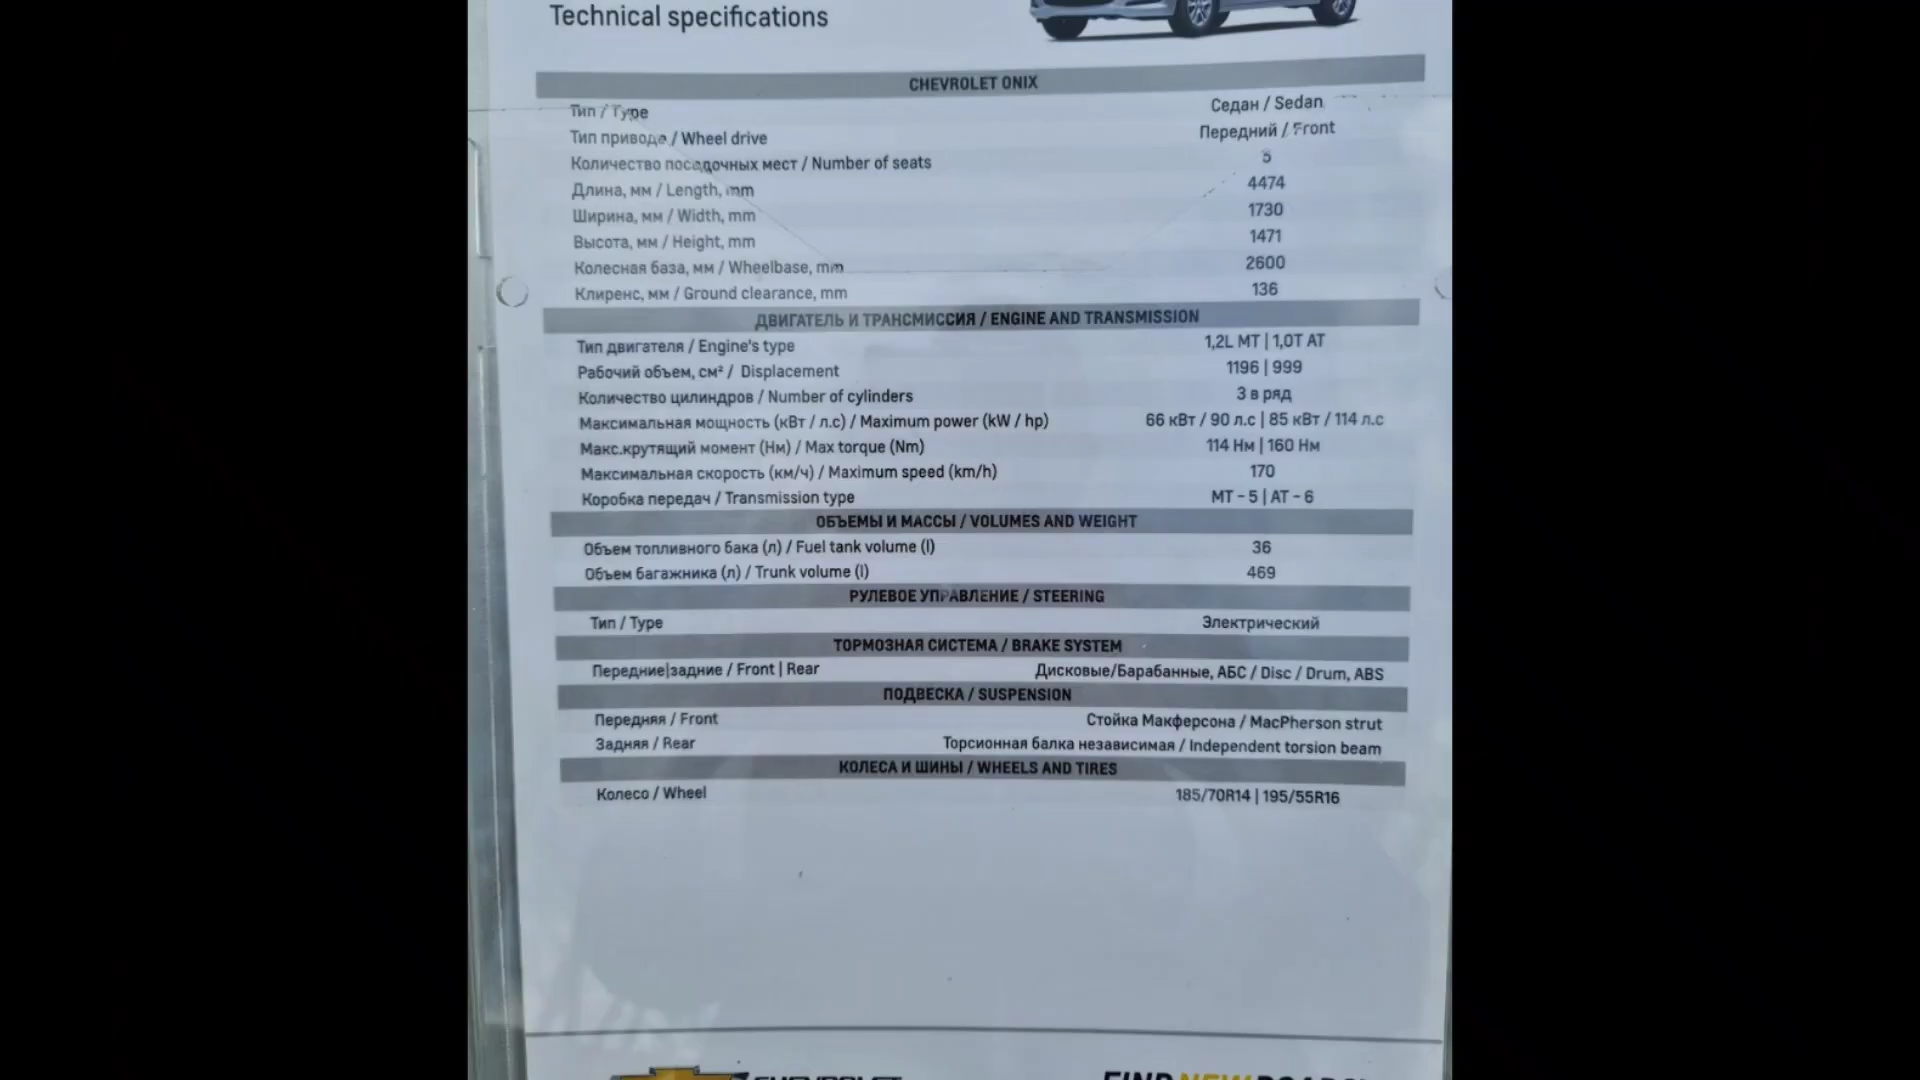 Technical specifications
CHEVROLET ONIX
Тип / Type Седан / Sedan
Тип привода / Wheel drive Передний / Front
Количество посадочных мест / Number of seats 5
Длина, мм / Length, mm 4474
Ширина, мм / Width, mm 1730
Высота, мм / Height, mm 1471
Колесная база, мм / Wheelbase, mm 2600
Клиренс, мм / Ground clearance, mm 136
ДВИГАТЕЛЬ И ТРАНСМИССИЯ / ENGINE AND TRANSMISSION
Тип двигателя / Engine's type 1,2L MT | 1,0T AT
Рабочий объем, см² / Displacement 1196 | 999
Количество цилиндров / Number of cylinders 3 в ряд
Максимальная мощность (кВт / л.с) / Maximum power (kW / hp) 66 кВт / 90 л.с | 85 кВт / 114 л.с
Макс.крутящий момент (Нм) / Max torque (Nm) 114 Нм | 160 Нм
Максимальная скорость (км/ч) / Maximum speed (km/h) 170
Коробка передач / Transmission type MT - 5 | AT - 6
ОБЪЕМЫ И МАССЫ / VOLUMES AND WEIGHT
Объем топливного бака (л) / Fuel tank volume (l) 36
Объем багажника (л) / Trunk volume (l) 469
РУЛЕВОЕ УПРАВЛЕНИЕ / STEERING
Тип / Type Электрический
ТОРМОЗНАЯ СИСТЕМА / BRAKE SYSTEM
Передние|задние / Front | Rear Дисковые/Барабанные, АБС / Disc / Drum, ABS
ПОДВЕСКА / SUSPENSION
Передняя / Front Стойка Макферсона / MacPherson strut
Задняя / Rear Торсионная балка независимая / Independent torsion beam
КОЛЕСА И ШИНЫ / WHEELS AND TIRES
Колесо / Wheel 185/70R14 | 195/55R16
CHEVROLET FIND NEW ROADS